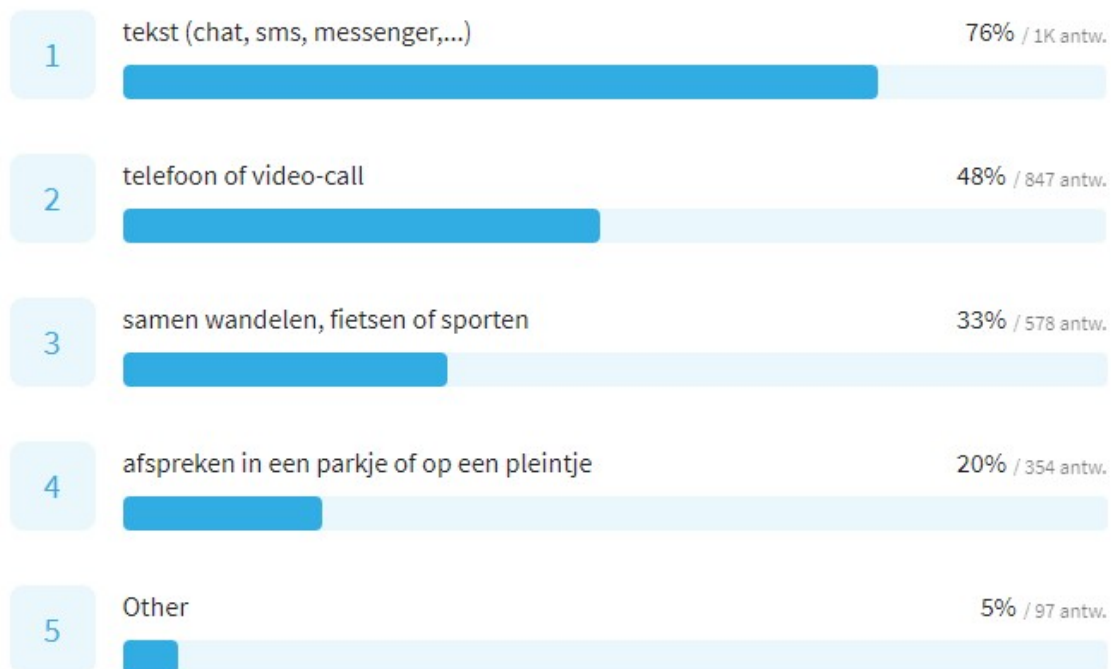 1 tekst (chat, sms, messenger,...) 76% / 1K antw.
2 telefoon of video-call 48% / 847 antw.
3 samen wandelen, fietsen of sporten 33% / 578 antw.
4 afspreken in een parkje of op een pleintje 20% / 354 antw.
5 Other 5% / 97 antw.